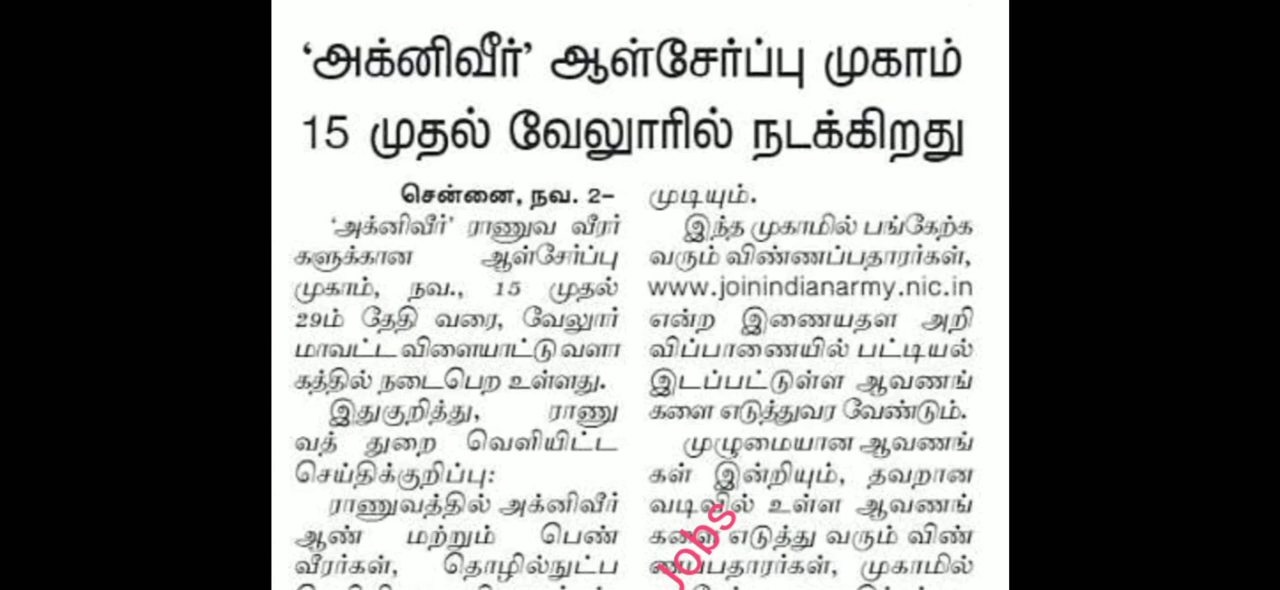 'அக்னிவீர்' ஆள்சேர்ப்பு முகாம்
15 முதல் வேலூரில் நடக்கிறது
சென்னை, நவ. 2–
'அக்னிவீர்' ராணுவ வீரர்
களுக்கான ஆள்சேர்ப்பு
முகாம், நவ., 15 முதல்
29ம் தேதி வரை, வேலூர்
மாவட்ட விளையாட்டு வளா
கத்தில் நடைபெற உள்ளது.
இதுகுறித்து, ராணு
வத் துறை வெளியிட்ட
செய்திக்குறிப்பு:
ராணுவத்தில் அக்னிவீர்
ஆண் மற்றும் பெண்
வீரர்கள், தொழில்நுட்ப
முடியும்.
இந்த முகாமில் பங்கேற்க
வரும் விண்ணப்பதாரர்கள்,
www.joinindianarmy.nic.in
என்ற இணையதள அறி
விப்பாணையில் பட்டியல்
இடப்பட்டுள்ள ஆவணங்
களை எடுத்துவர வேண்டும்.
முழுமையான ஆவணங்
கள் இன்றியும், தவறான
வடிவில் உள்ள ஆவணங்
களை எடுத்து வரும் விண்
ணப்பதாரர்கள், முகாமில்
Jobs